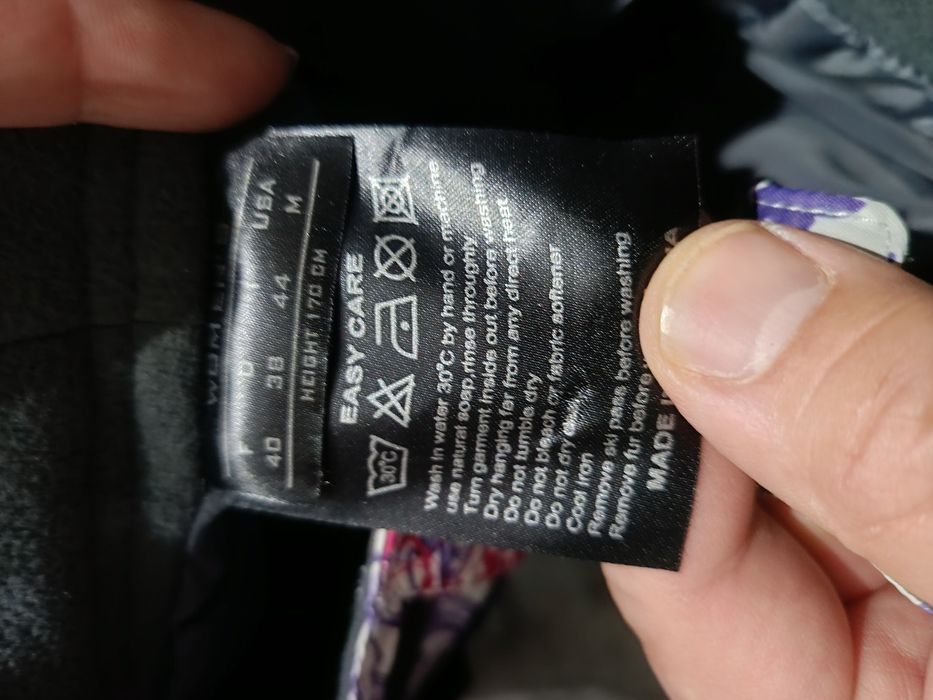 WOMENS
F D I USA
40 38 44 M
HEIGHT 170 CM
EASY CARE
30°C
Wash in water 30°C by hand or machine
use natural soap,rinse throughly
Turn garment inside out before washing
Dry hanging far from any direct heat
Do not tumble dry
Do not bleach or fabric softener
Do not dry clean
Cool iron
Remove ski pass before washing
Remove fur before
MADE